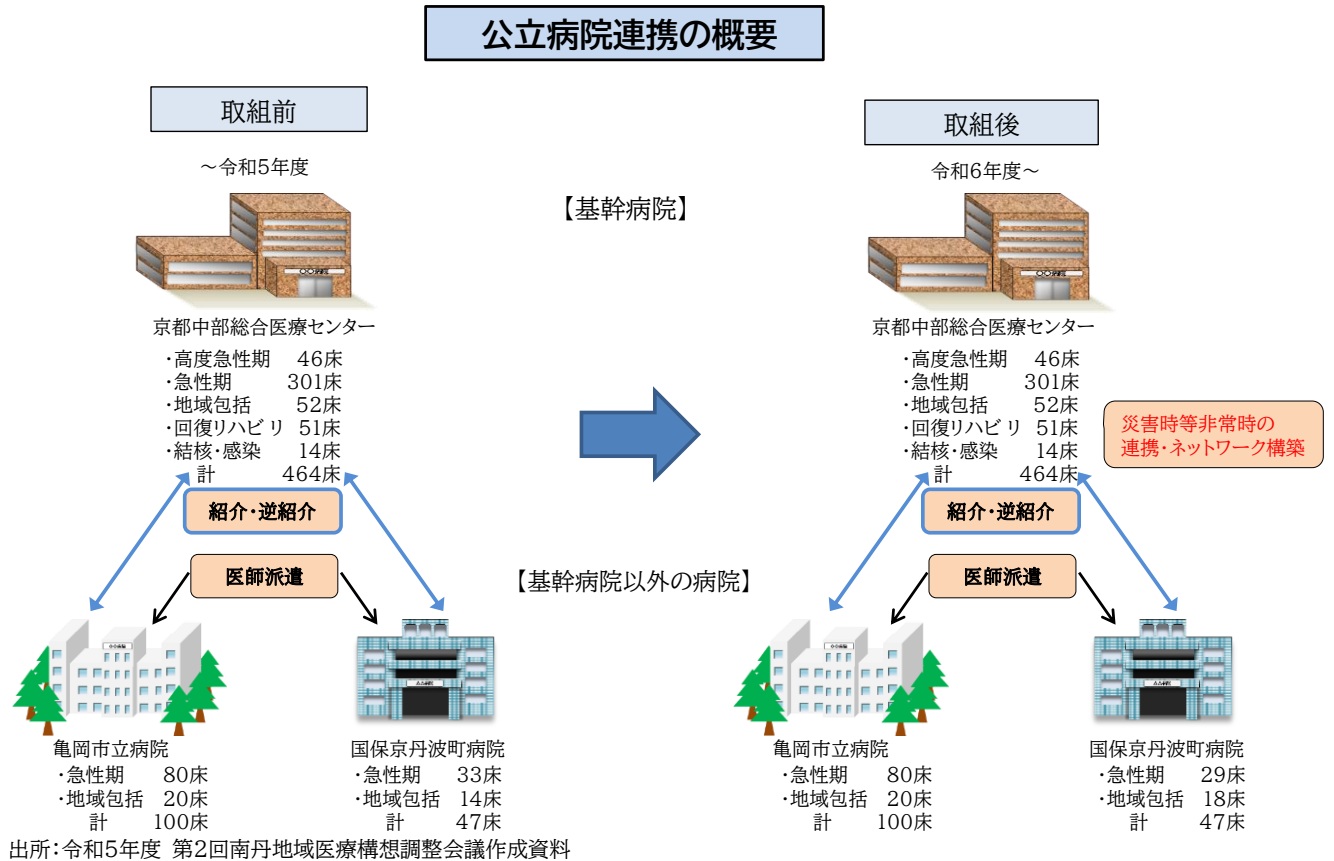 公立病院連携の概要
取組前
～令和5年度
○○病院
京都中部総合医療センター
・高度急性期 46床
・急性期 301床
・地域包括 52床
・回復リハビリ 51床
・結核・感染 14床
計 464床
紹介・逆紹介
医師派遣
亀岡市立病院
・急性期 80床
・地域包括 20床
計 100床
国保京丹波町病院
・急性期 33床
・地域包括 14床
計 47床
【基幹病院】
【基幹病院以外の病院】
取組後
令和6年度～
○○病院
京都中部総合医療センター
・高度急性期 46床
・急性期 301床
・地域包括 52床
・回復リハビリ 51床
・結核・感染 14床
計 464床
災害時等非常時の
連携・ネットワーク構築
紹介・逆紹介
医師派遣
亀岡市立病院
・急性期 80床
・地域包括 20床
計 100床
国保京丹波町病院
・急性期 29床
・地域包括 18床
計 47床
出所：令和5年度 第2回南丹地域医療構想調整会議作成資料